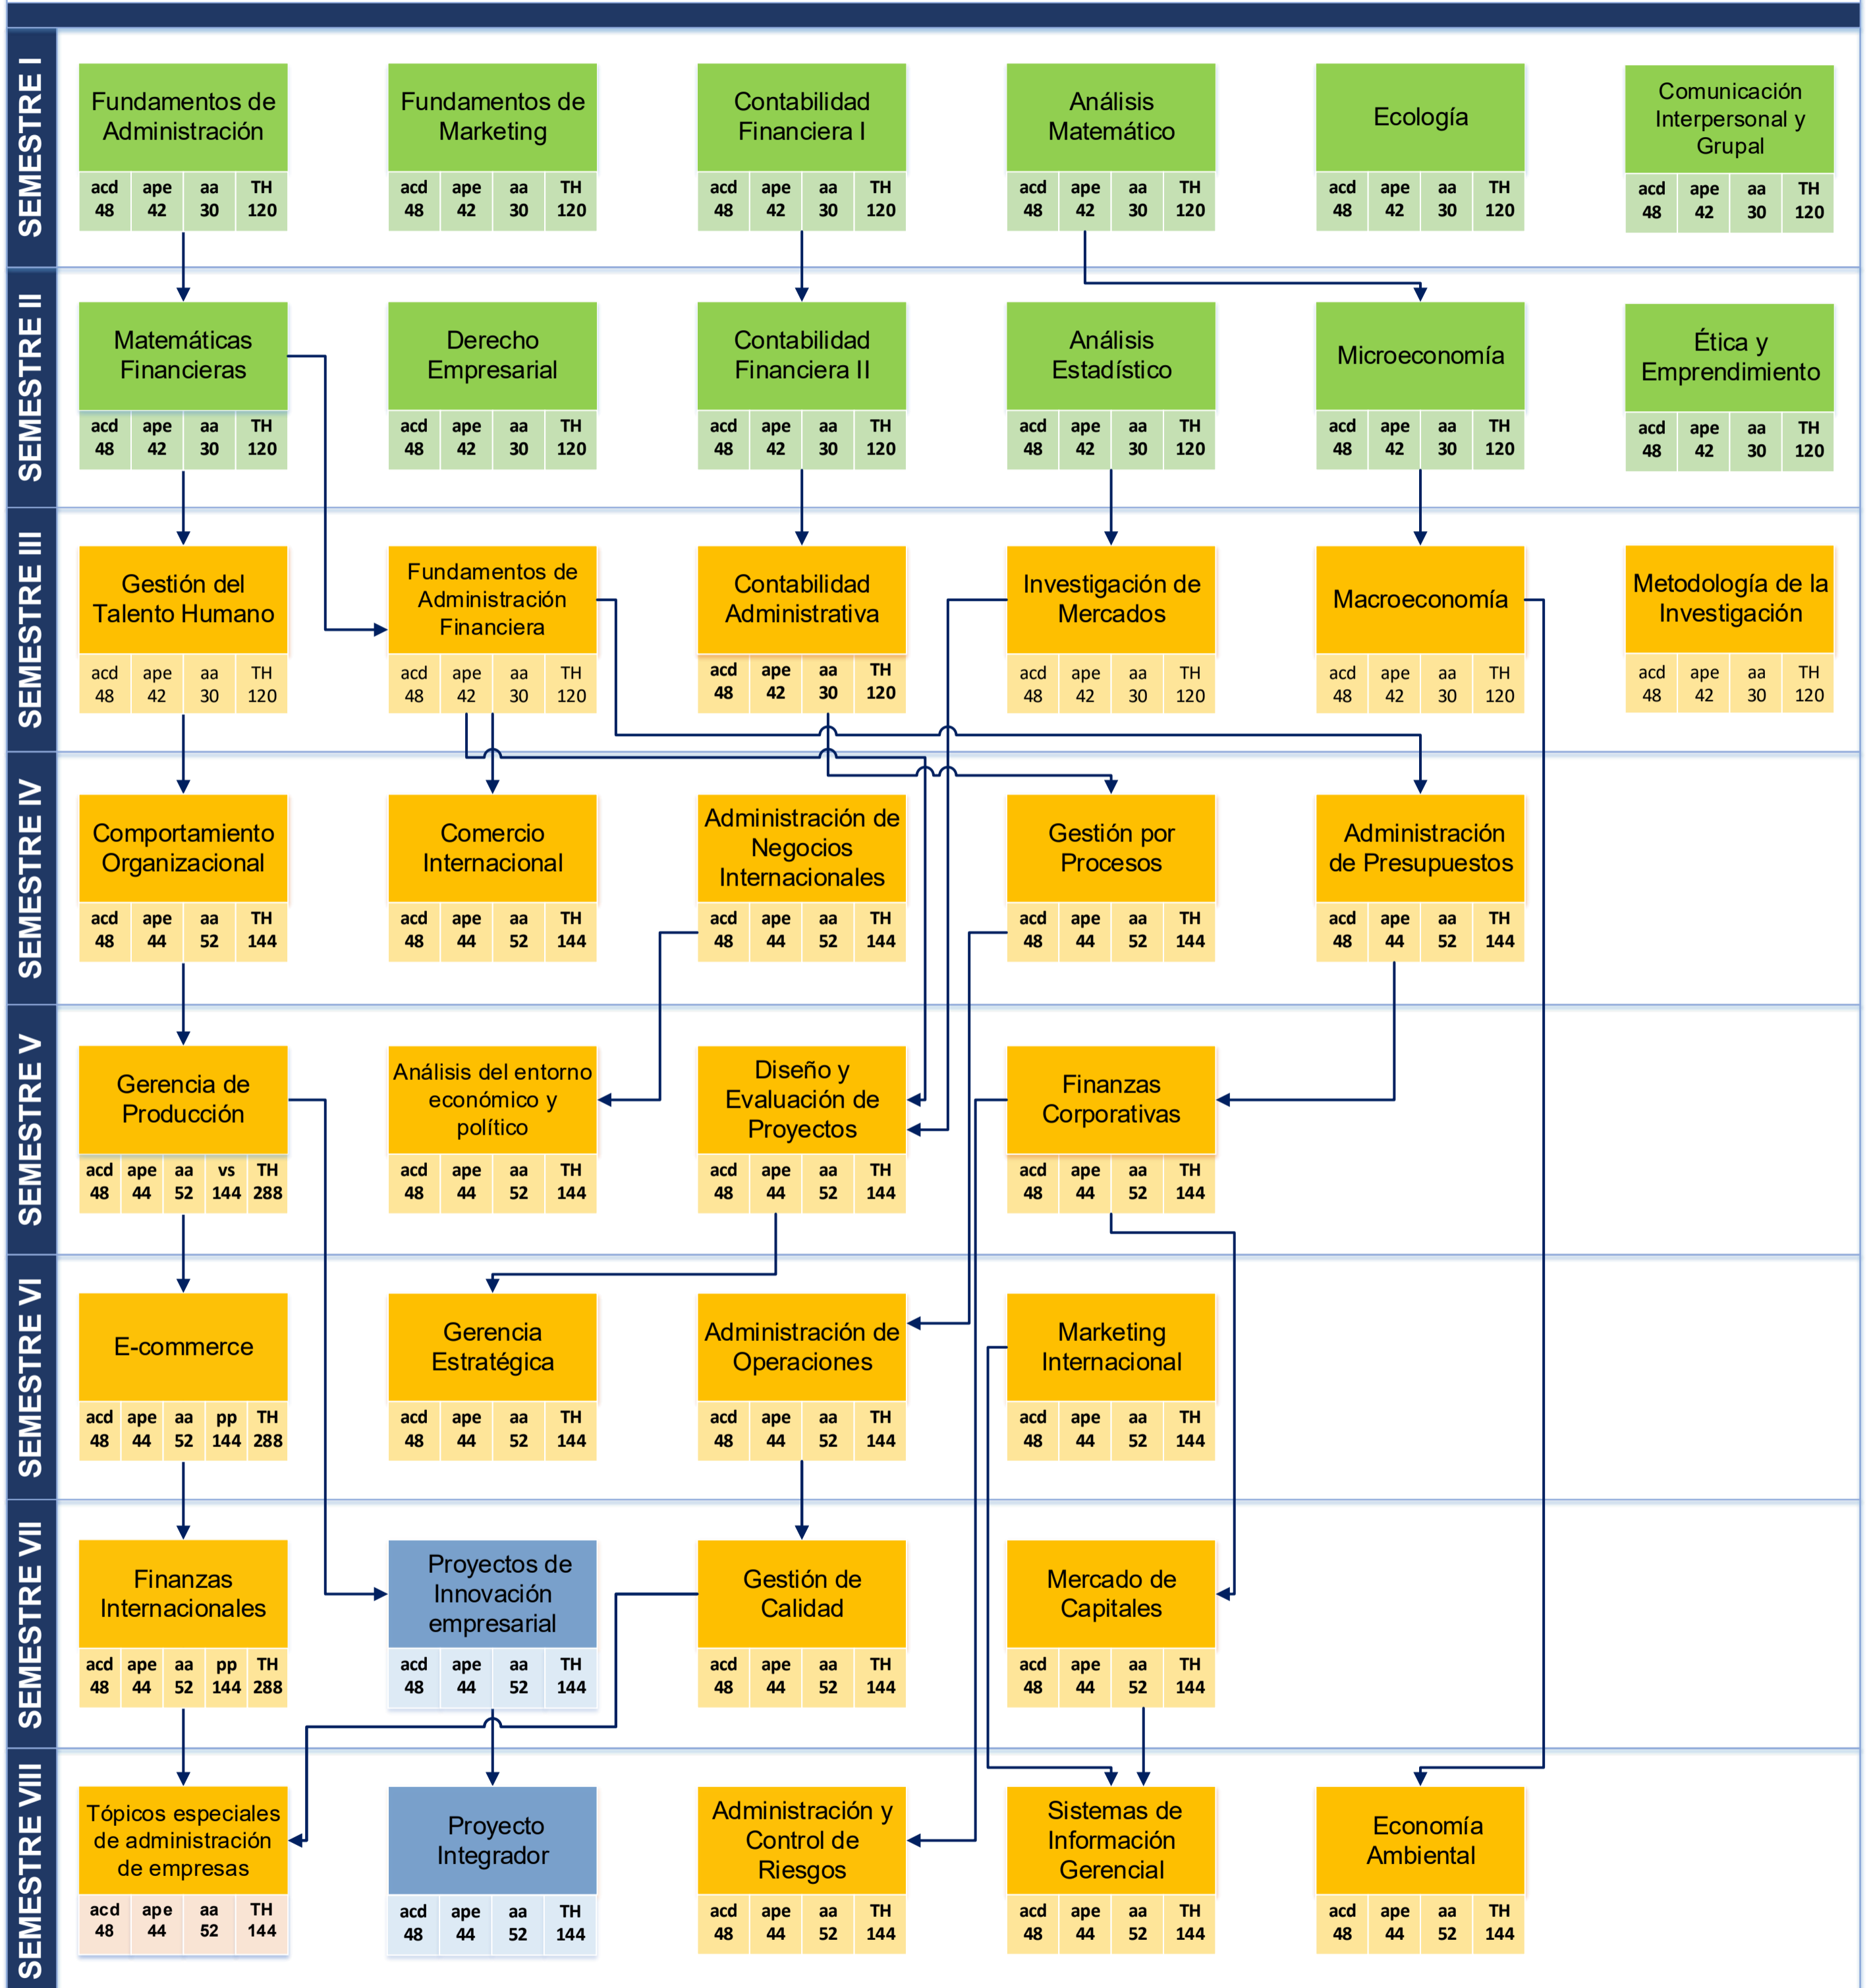 SEMESTRE I
Fundamentos de
Administración
acd ape aa TH
48 42 30 120
Fundamentos de
Marketing
acd ape aa TH
48 42 30 120
Contabilidad
Financiera I
acd ape aa TH
48 42 30 120
Análisis
Matemático
acd ape aa TH
48 42 30 120
Ecología
acd ape aa TH
48 42 30 120
Comunicación
Interpersonal y
Grupal
acd ape aa TH
48 42 30 120
SEMESTRE II
Matemáticas
Financieras
acd ape aa TH
48 42 30 120
Derecho
Empresarial
acd ape aa TH
48 42 30 120
Contabilidad
Financiera II
acd ape aa TH
48 42 30 120
Análisis
Estadístico
acd ape aa TH
48 42 30 120
Microeconomía
acd ape aa TH
48 42 30 120
Ética y
Emprendimiento
acd ape aa TH
48 42 30 120
SEMESTRE III
Gestión del
Talento Humano
acd ape aa TH
48 42 30 120
Fundamentos de
Administración
Financiera
acd ape aa TH
48 42 30 120
Contabilidad
Administrativa
acd ape aa TH
48 42 30 120
Investigación de
Mercados
acd ape aa TH
48 42 30 120
Macroeconomía
acd ape aa TH
48 42 30 120
Metodología de la
Investigación
acd ape aa TH
48 42 30 120
SEMESTRE IV
Comportamiento
Organizacional
acd ape aa TH
48 44 52 144
Comercio
Internacional
acd ape aa TH
48 44 52 144
Administración de
Negocios
Internacionales
acd ape aa TH
48 44 52 144
Gestión por
Procesos
acd ape aa TH
48 44 52 144
Administración
de Presupuestos
acd ape aa TH
48 44 52 144
SEMESTRE V
Gerencia de
Producción
acd ape aa vs TH
48 44 52 144 288
Análisis del entorno
económico y
político
acd ape aa TH
48 44 52 144
Diseño y
Evaluación de
Proyectos
acd ape aa TH
48 44 52 144
Finanzas
Corporativas
acd ape aa TH
48 44 52 144
SEMESTRE VI
E-commerce
acd ape aa pp TH
48 44 52 144 288
Gerencia
Estratégica
acd ape aa TH
48 44 52 144
Administración de
Operaciones
acd ape aa TH
48 44 52 144
Marketing
Internacional
acd ape aa TH
48 44 52 144
SEMESTRE VII
Finanzas
Internacionales
acd ape aa pp TH
48 44 52 144 288
Proyectos de
Innovación
empresarial
acd ape aa TH
48 44 52 144
Gestión de
Calidad
acd ape aa TH
48 44 52 144
Mercado de
Capitales
acd ape aa TH
48 44 52 144
SEMESTRE VIII
Tópicos especiales
de administración
de empresas
acd ape aa TH
48 44 52 144
Proyecto
Integrador
acd ape aa TH
48 44 52 144
Administración y
Control de
Riesgos
acd ape aa TH
48 44 52 144
Sistemas de
Información
Gerencial
acd ape aa TH
48 44 52 144
Economía
Ambiental
acd ape aa TH
48 44 52 144